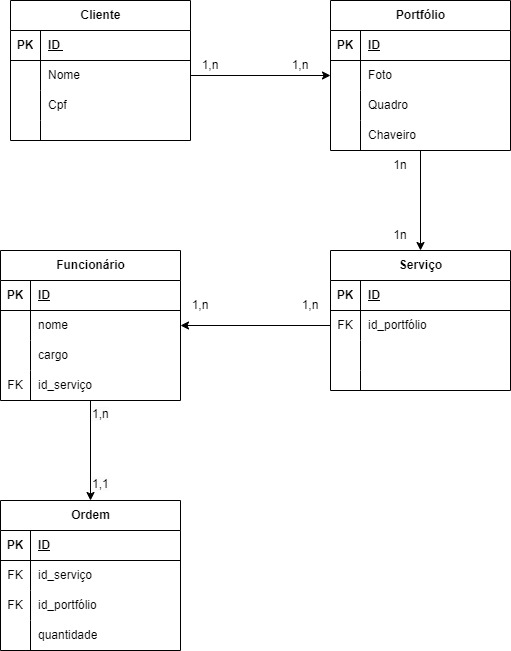 Cliente
PK ID
Nome
Cpf
Portfólio
PK ID
Foto
Quadro
Chaveiro
1,n
1,n
1n
1n
Funcionário
PK ID
nome
cargo
FK id_serviço
Serviço
PK ID
FK id_portfólio
1,n
1,n
1,n
1,1
Ordem
PK ID
FK id_serviço
FK id_portfólio
quantidade